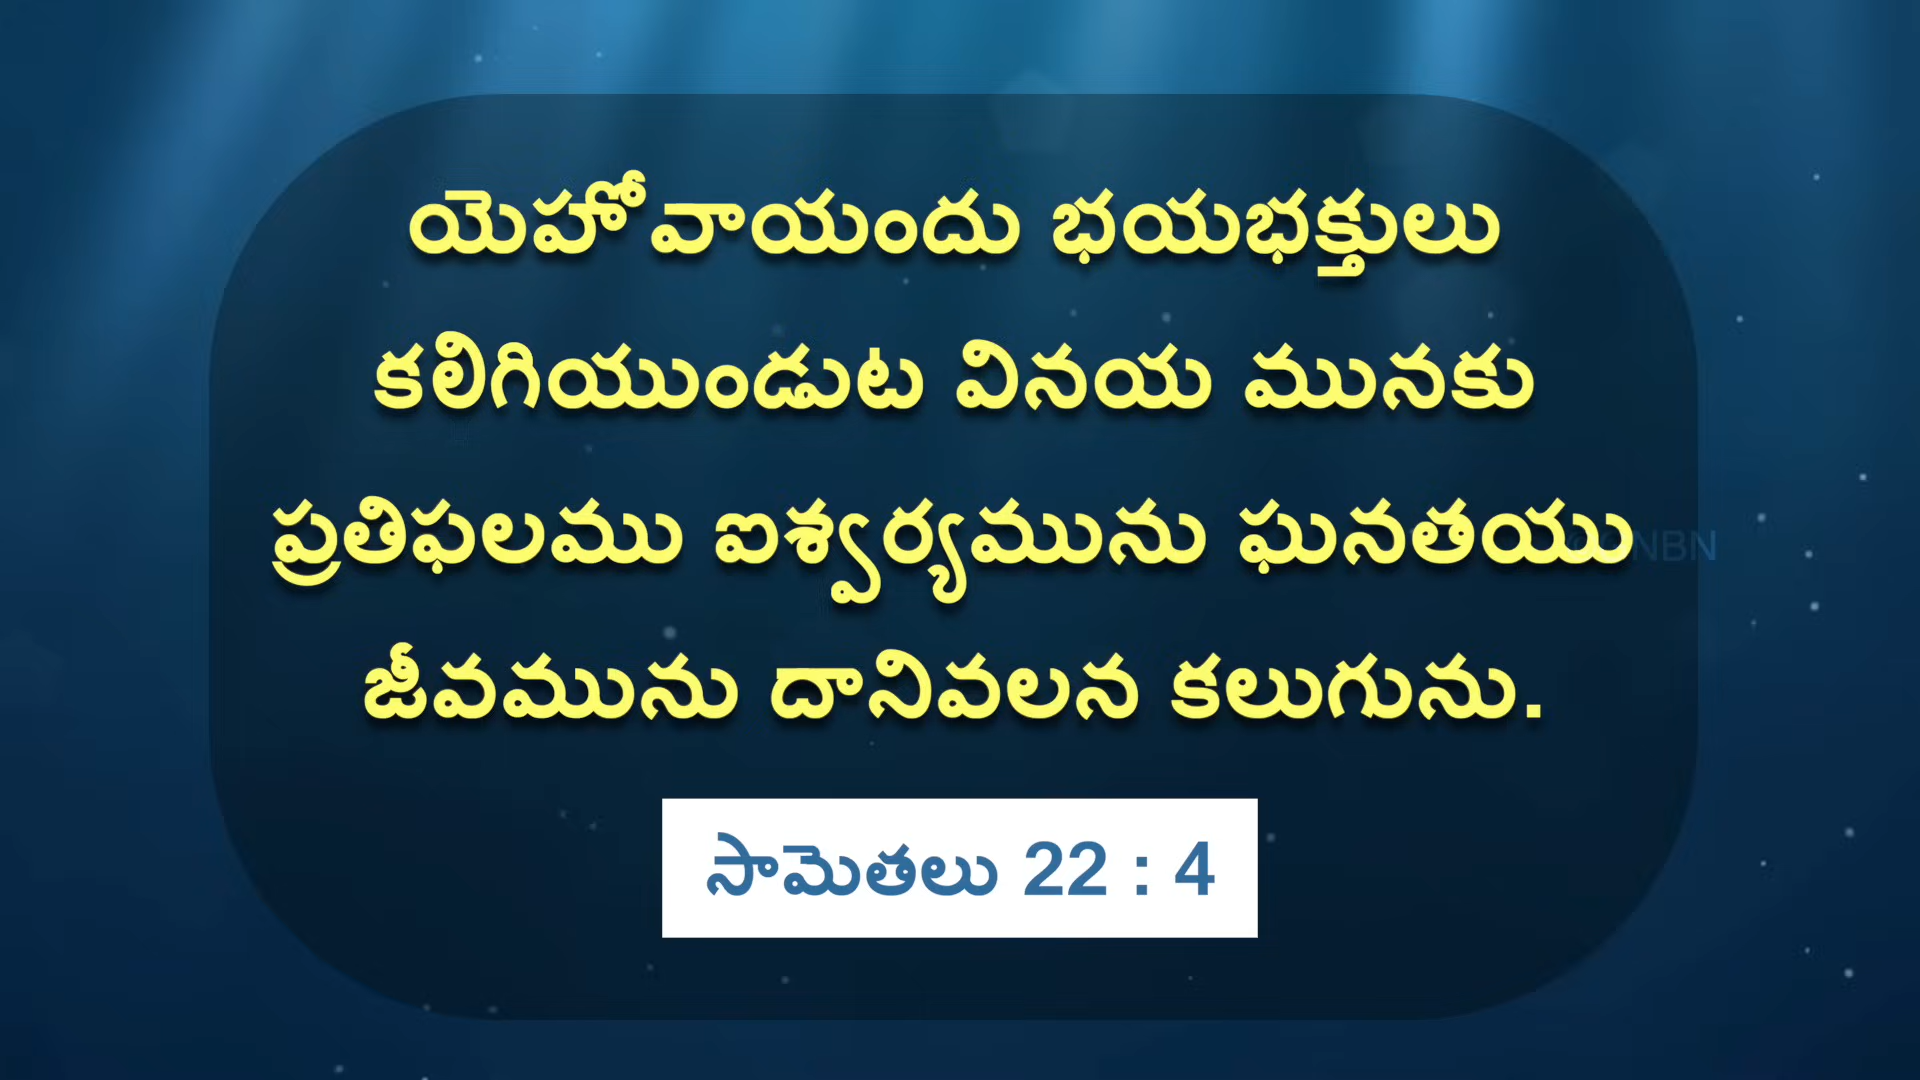 యెహోవాయందు భయభక్తులు
కలిగియుండుట వినయ మునకు
ప్రతిఫలము ఐశ్వర్యమును ఘనతయు
జీవమును దానివలన కలుగును.
సామెతలు 22 : 4